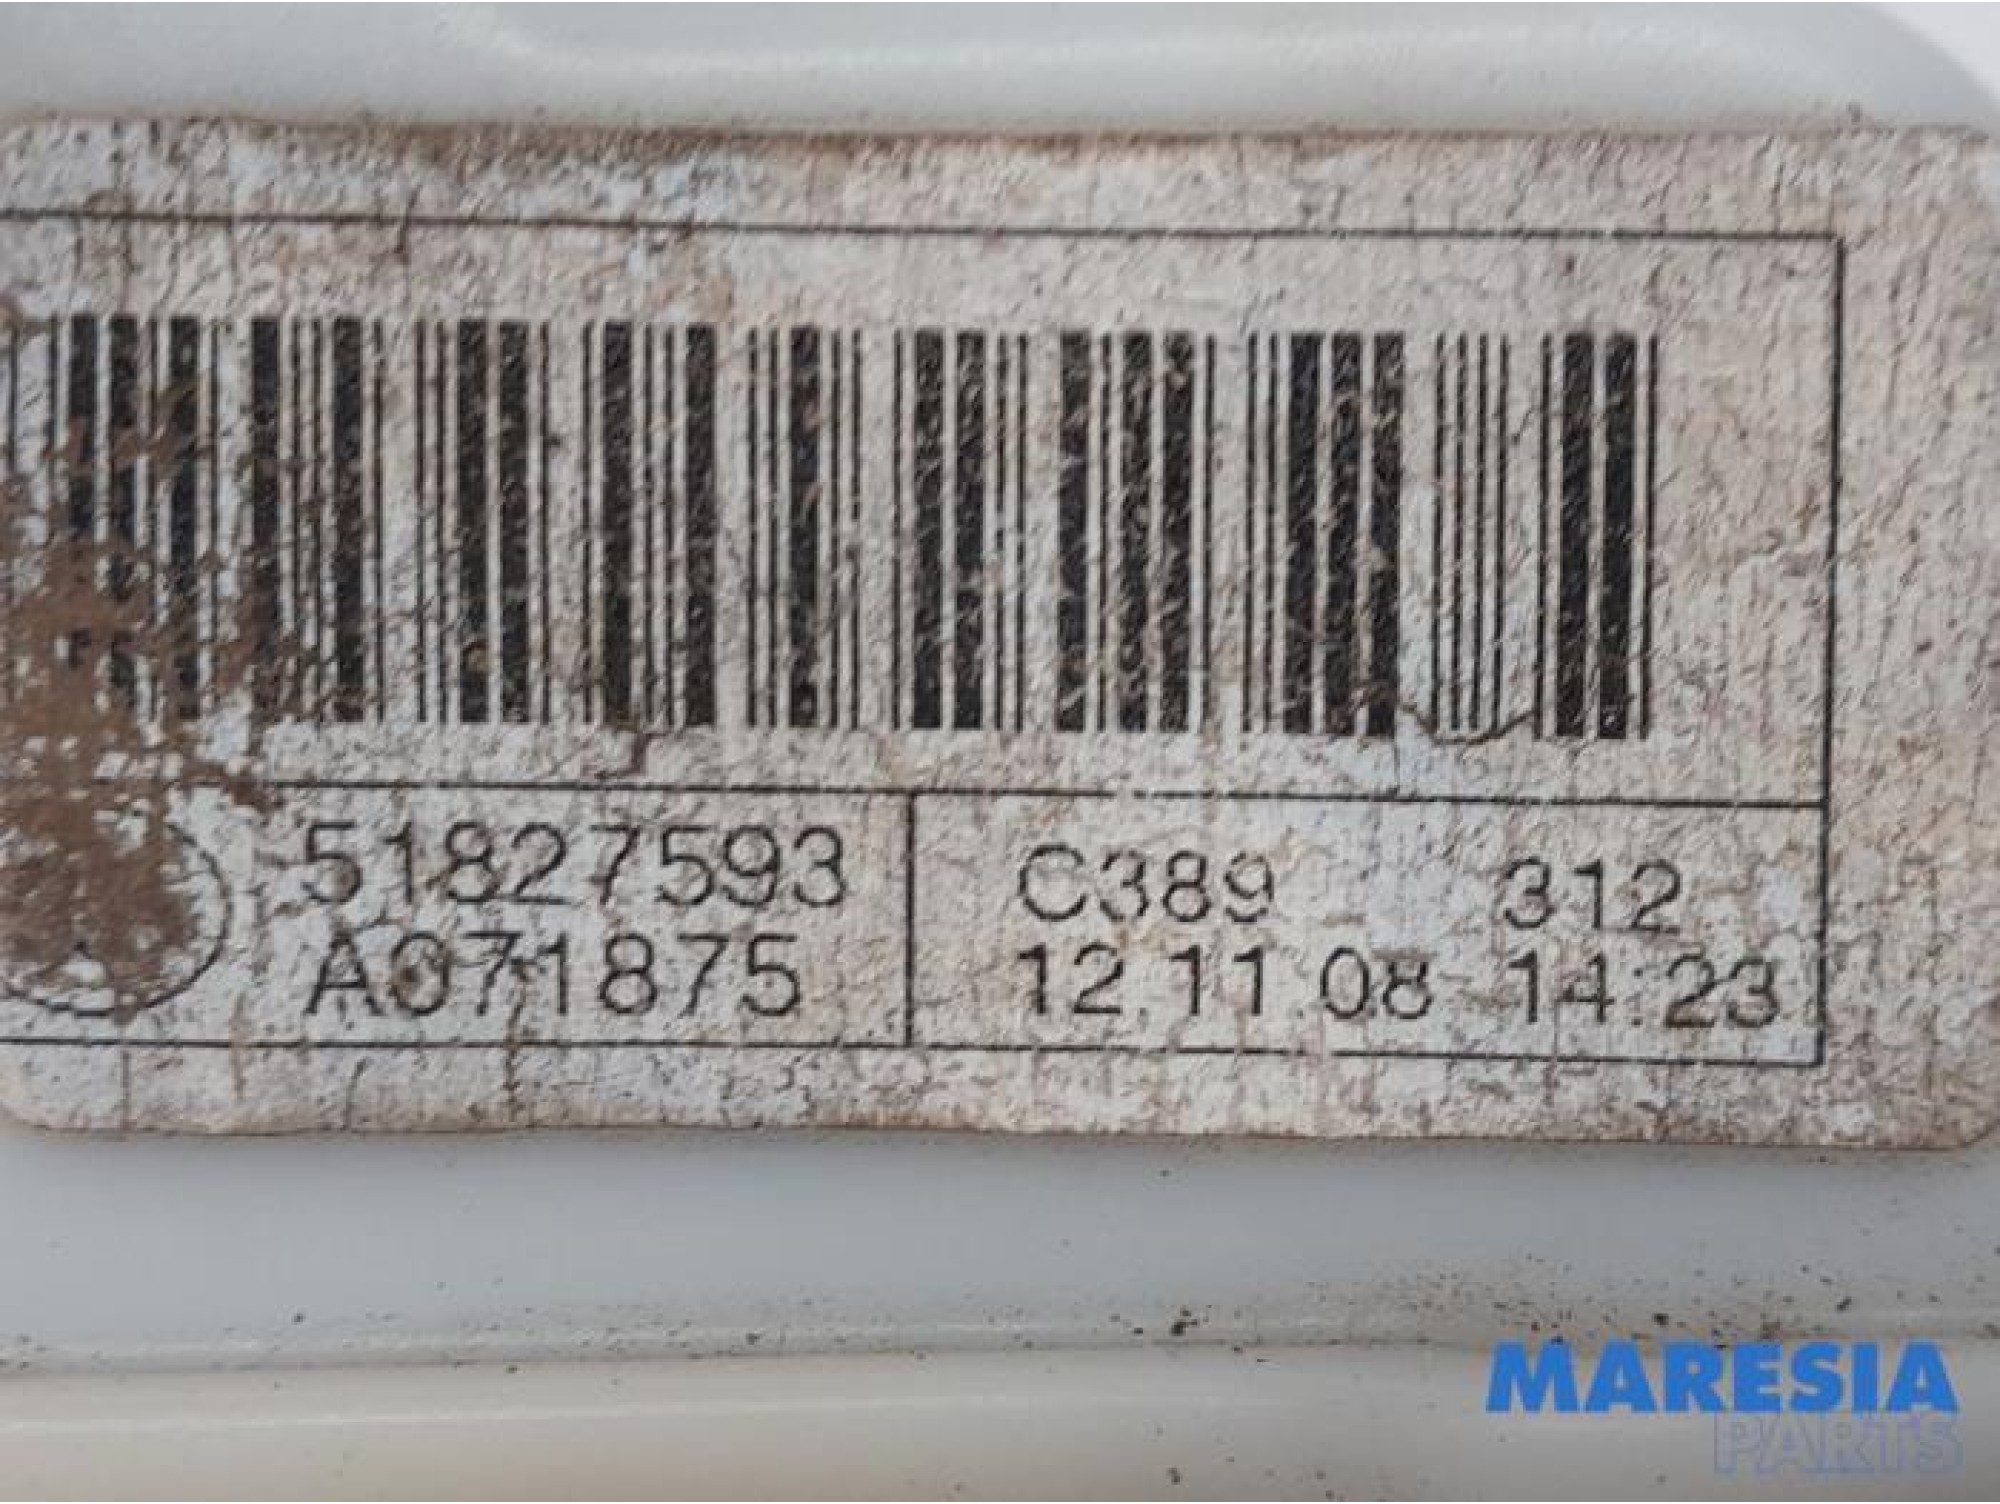 51827593
A071875
C389 312
12.11.08 14:23
MARESIA
PARTS